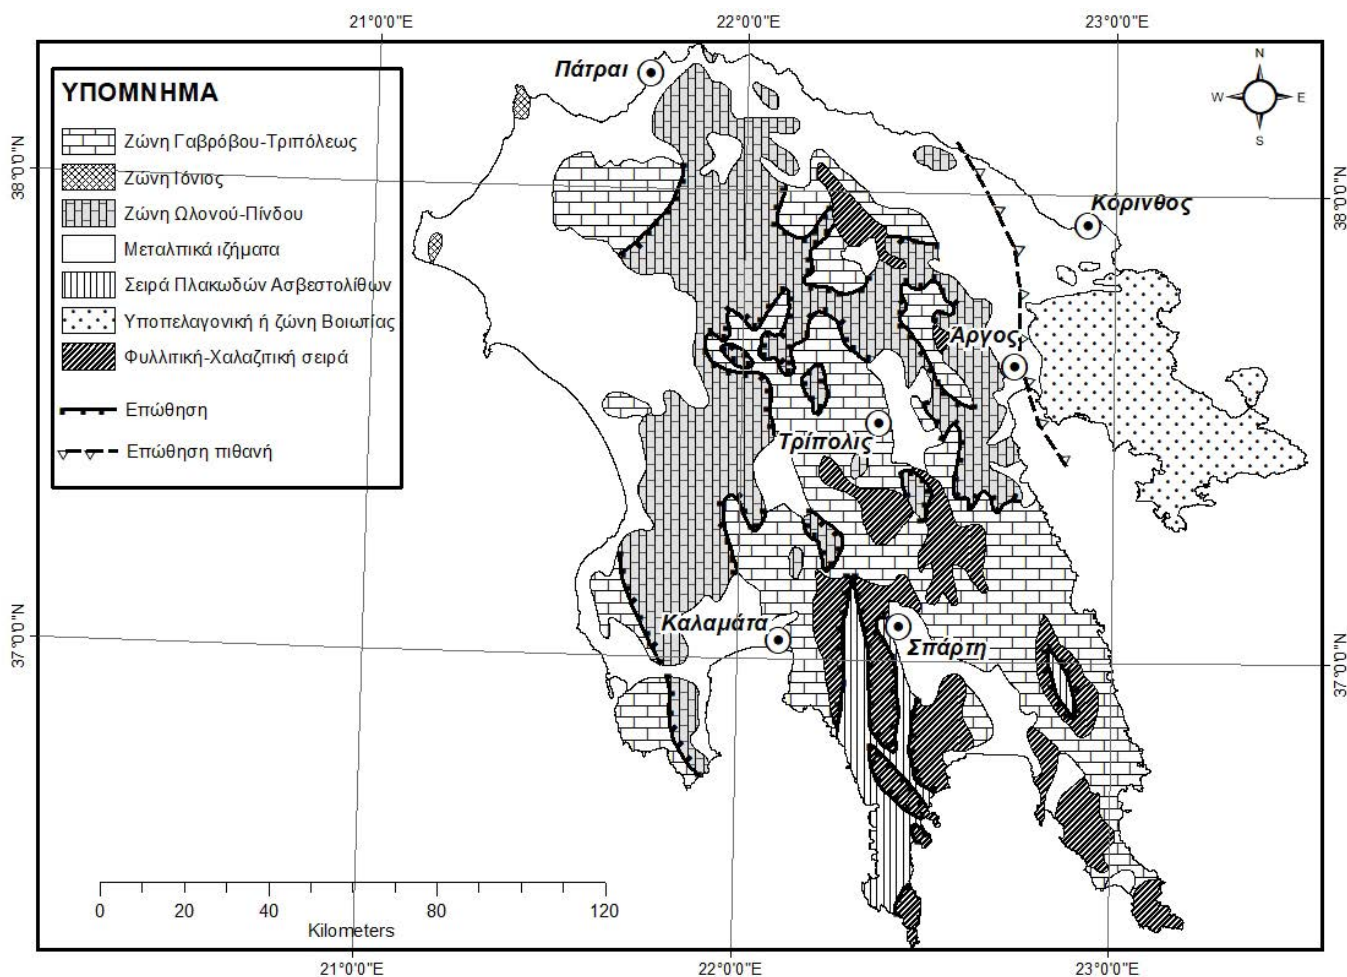 21°0'0"E 22°0'0"E 23°0'0"E
N
W E
S
ΥΠΟΜΝΗΜΑ
Ζώνη Γαβρόβου-Τριπόλεως
Ζώνη Ιόνιος
Ζώνη Ωλονού-Πίνδου
Μεταλπικά ιζήματα
Σειρά Πλακωδών Ασβεστολίθων
Υποπελαγονική ή ζώνη Βοιωτίας
Φυλλιτική-Χαλαζιτική σειρά
Επώθηση
Επώθηση πιθανή
38°0'0"N
38°0'0"N
Πάτραι
Κόρινθος
Άργος
Τρίπολις
Καλαμάτα
Σπάρτη
37°0'0"N
37°0'0"N
0 20 40 80 120
Kilometers
21°0'0"E 22°0'0"E 23°0'0"E